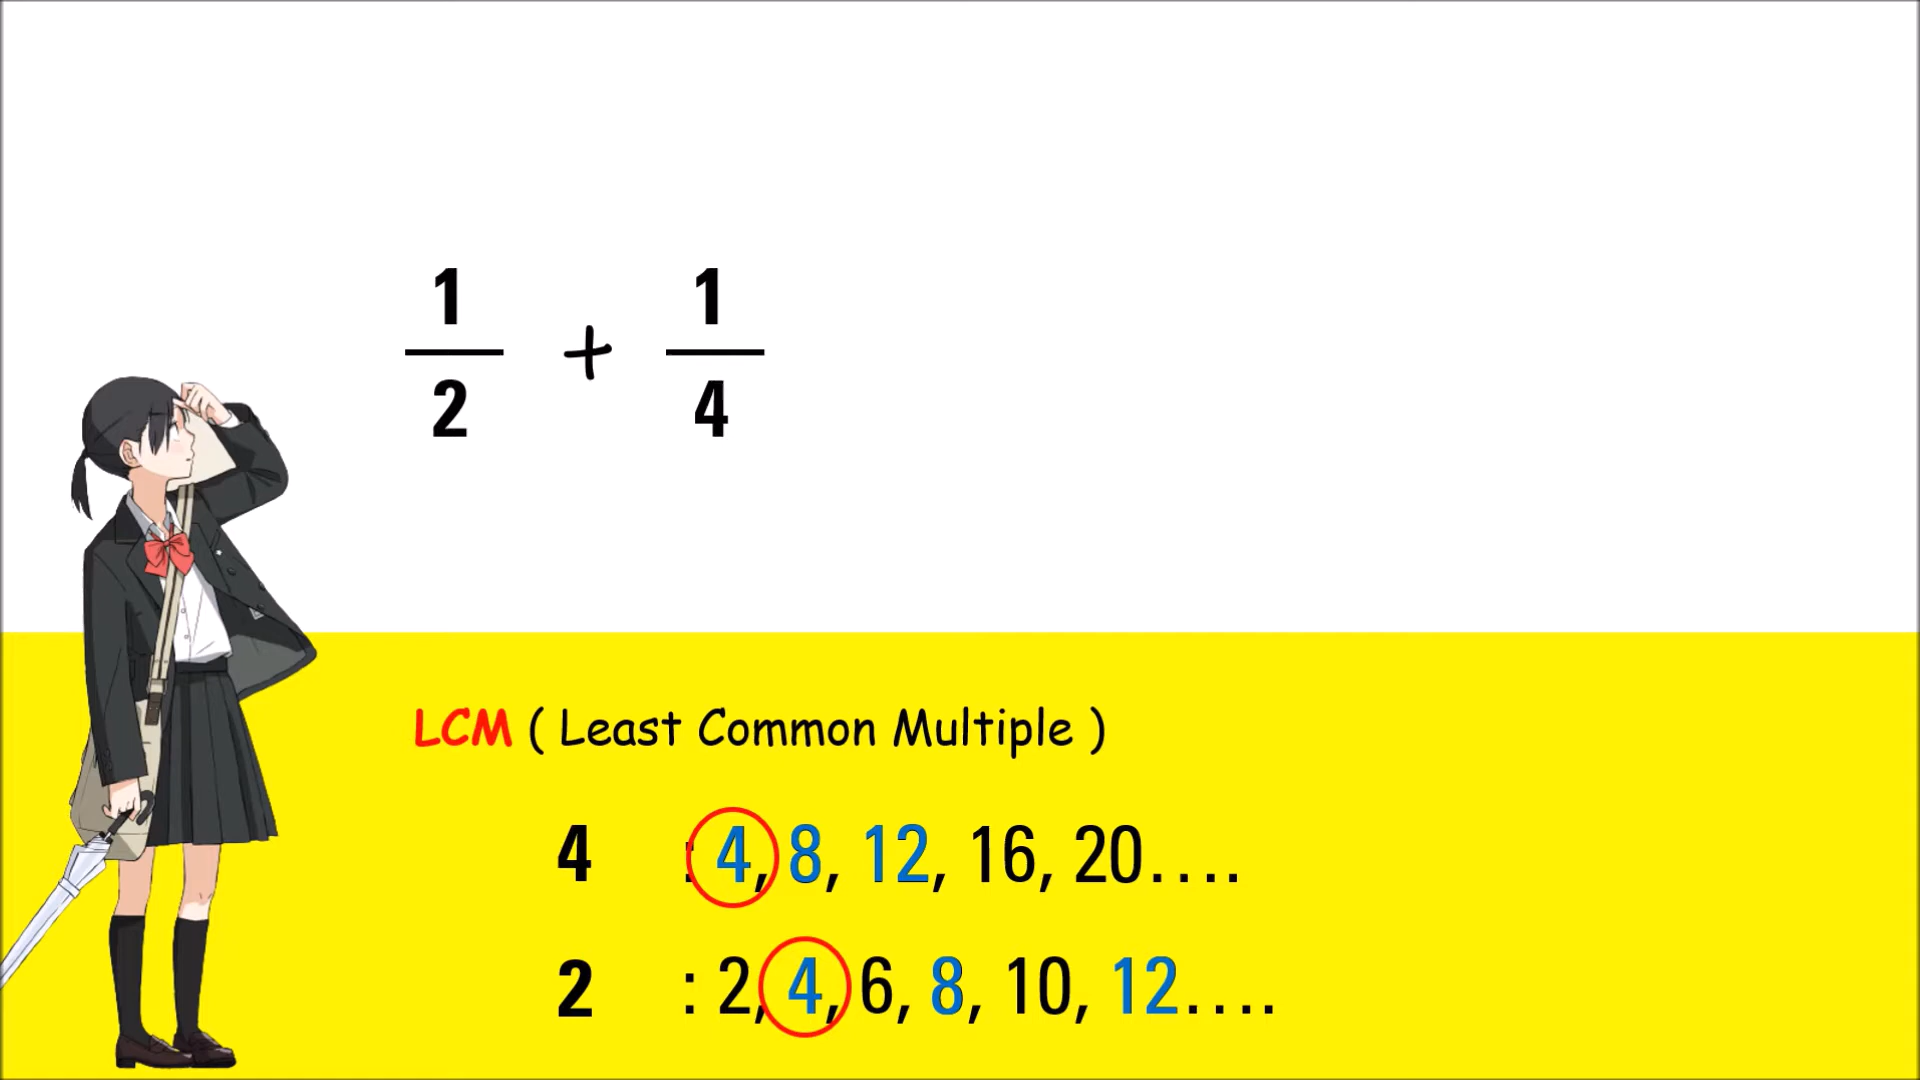 1/2 + 1/4
LCM ( Least Common Multiple )
4 : 4, 8, 12, 16, 20....
2 : 2, 4, 6, 8, 10, 12....